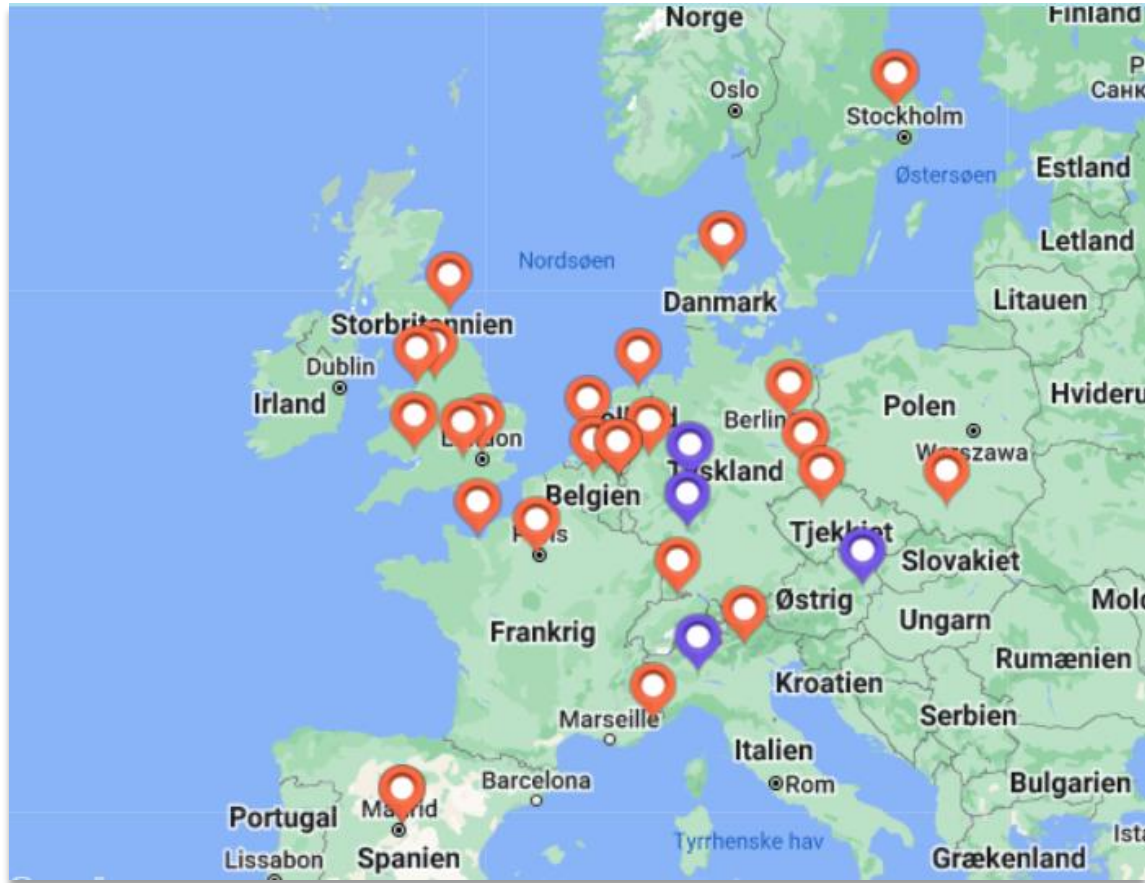 Norge
Finland
Oslo
Stockholm
Østersøen
Estland
Letland
Nordsøen
Danmark
Litauen
Storbritannien
Dublin
Irland
Berlin
Polen
Warszawa
Tyskland
Belgien
Tjekkiet
Slovakiet
Østrig
Ungarn
Frankrig
Rumænien
Kroatien
Marseille
Serbien
Italien
Rom
Barcelona
Bulgarien
Portugal
Madrid
Tyrrhenske hav
Lissabon
Spanien
Grækenland